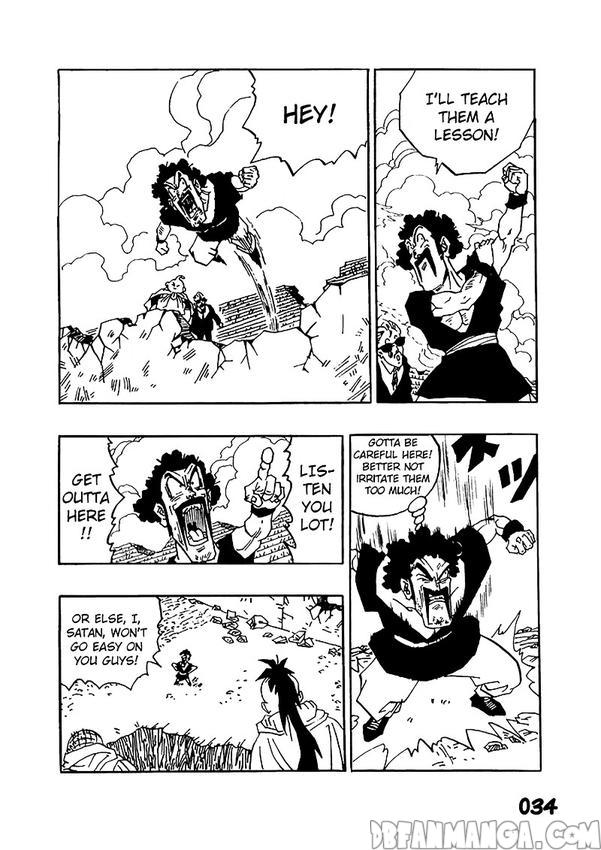 I'LL TEACH
THEM A
LESSON!
HEY!
GOTTA BE
CAREFUL HERE!
BETTER NOT
IRRITATE THEM
TOO MUCH!
LIS-
TEN
YOU
LOT!
GET
OUTTA
HERE
!!
OR ELSE, I,
SATAN, WON'T
GO EASY ON
YOU GUYS!
034
DBFANMANGA.COM